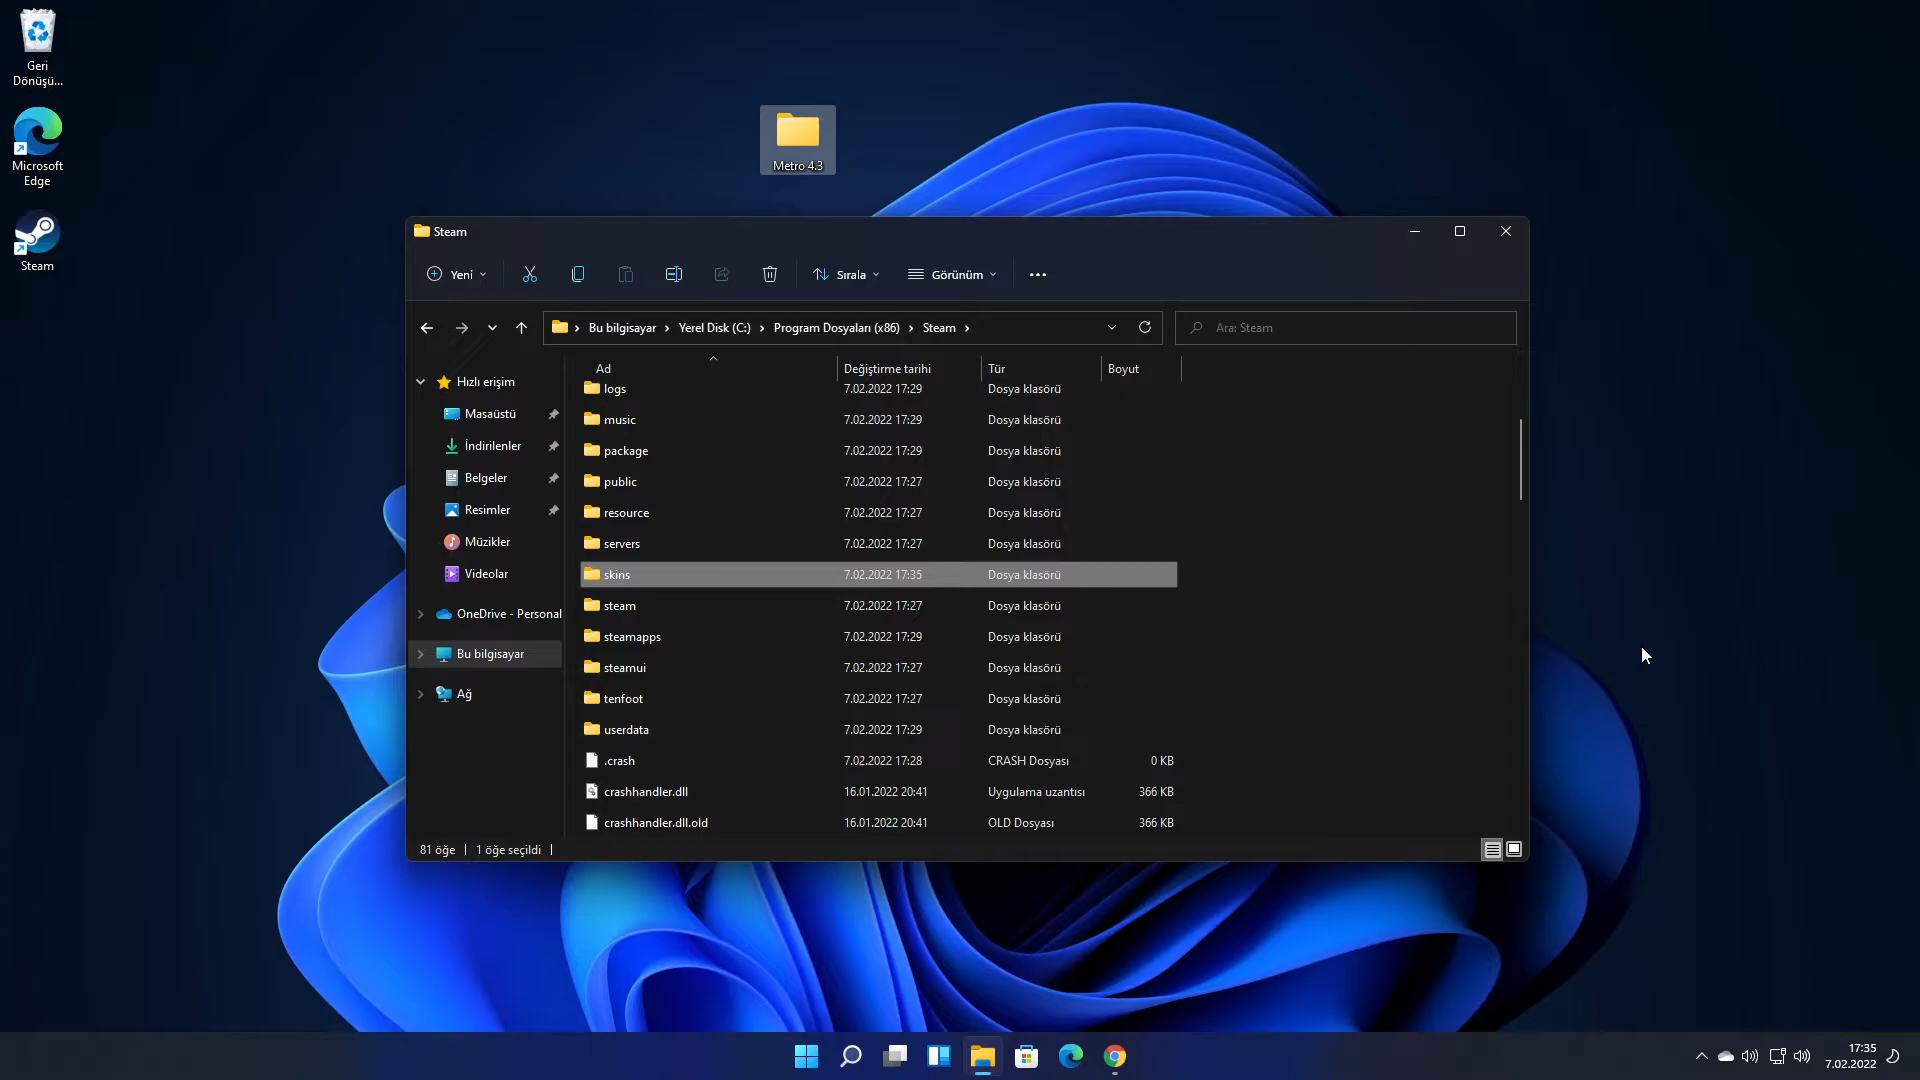 Geri
Dönüşü...
Microsoft
Edge
Steam
Metro 4.3
Steam
Yeni
Sırala
Görünüm
Bu bilgisayar
Yerel Disk (C:)
Program Dosyaları (x86)
Steam
Ara: Steam
Hızlı erişim
Masaüstü
İndirilenler
Belgeler
Resimler
Müzikler
Videolar
OneDrive - Personal
Bu bilgisayar
Ağ
Ad Değiştirme tarihi Tür Boyut
logs 7.02.2022 17:29 Dosya klasörü
music 7.02.2022 17:29 Dosya klasörü
package 7.02.2022 17:29 Dosya klasörü
public 7.02.2022 17:27 Dosya klasörü
resource 7.02.2022 17:27 Dosya klasörü
servers 7.02.2022 17:27 Dosya klasörü
skins 7.02.2022 17:35 Dosya klasörü
steam 7.02.2022 17:27 Dosya klasörü
steamapps 7.02.2022 17:29 Dosya klasörü
steamui 7.02.2022 17:27 Dosya klasörü
tenfoot 7.02.2022 17:27 Dosya klasörü
userdata 7.02.2022 17:29 Dosya klasörü
.crash 7.02.2022 17:28 CRASH Dosyası 0 KB
crashhandler.dll 16.01.2022 20:41 Uygulama uzantısı 366 KB
crashhandler.dll.old 16.01.2022 20:41 OLD Dosyası 366 KB
81 öğe
1 öğe seçildi
17:35
7.02.2022